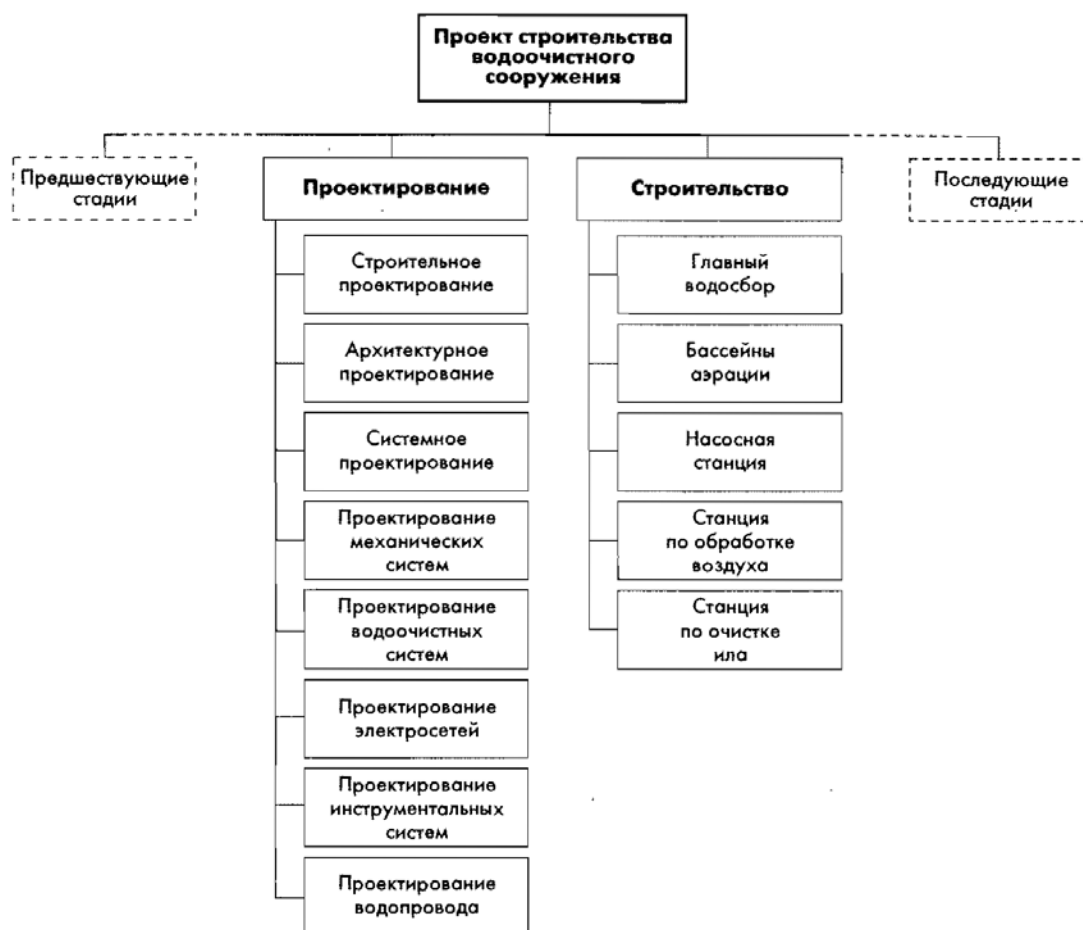 Проект строительства
водоочистного
сооружения
Предшествующие
стадии
Проектирование
Строительство
Последующие
стадии
Строительное
проектирование
Архитектурное
проектирование
Системное
проектирование
Проектирование
механических
систем
Проектирование
водоочистных
систем
Проектирование
электросетей
Проектирование
инструментальных
систем
Проектирование
водопровода
Главный
водосбор
Бассейны
аэрации
Насосная
станция
Станция
по обработке
воздуха
Станция
по очистке
ила